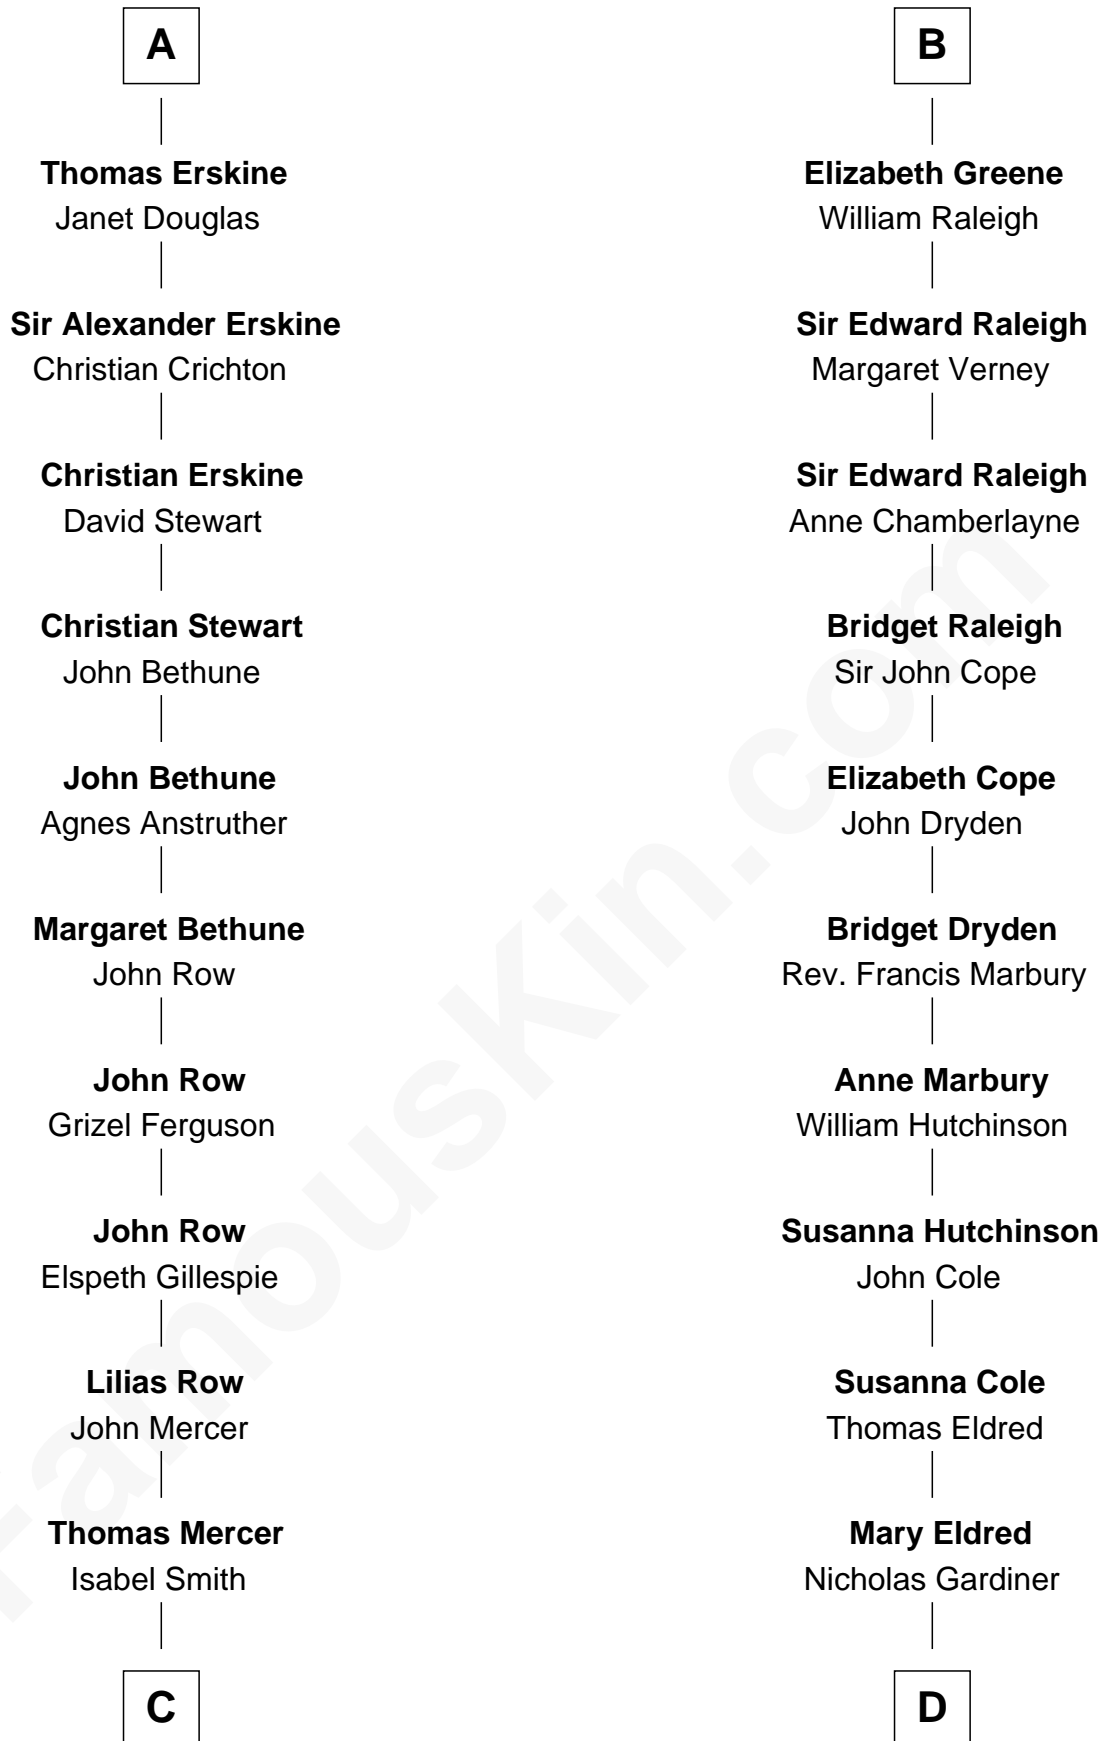 A
Thomas Erskine
Janet Douglas
Sir Alexander Erskine
Christian Crichton
Christian Erskine
David Stewart
Christian Stewart
John Bethune
John Bethune
Agnes Anstruther
Margaret Bethune
John Row
John Row
Grizel Ferguson
John Row
Elspeth Gillespie
Lilias Row
John Mercer
Thomas Mercer
Isabel Smith
C
B
Elizabeth Greene
William Raleigh
Sir Edward Raleigh
Margaret Verney
Sir Edward Raleigh
Anne Chamberlayne
Bridget Raleigh
Sir John Cope
Elizabeth Cope
John Dryden
Bridget Dryden
Rev. Francis Marbury
Anne Marbury
William Hutchinson
Susanna Hutchinson
John Cole
Susanna Cole
Thomas Eldred
Mary Eldred
Nicholas Gardiner
D
FamousKin.com